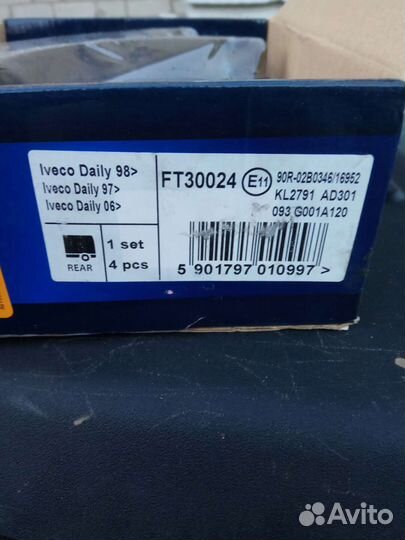 Iveco Daily 98>
Iveco Daily 97>
Iveco Daily 06>
FT30024 E11 90R-02B0346/16952
KL2791 AD301
093 G001A120
REAR
1 set
4 pcs
5 901797 010997 >
Avito